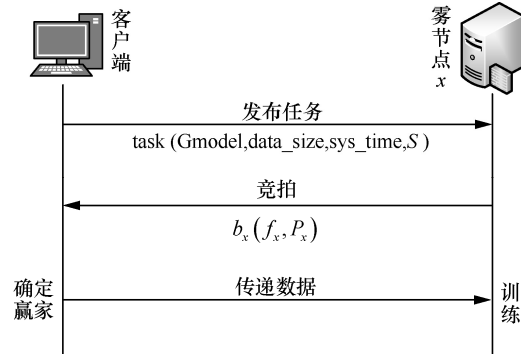 客户端
雾节点x
发布任务
task (Gmodel,data_size,sys_time,S )
竞拍
b_x(f_x,P_x)
确定
赢家
传递数据
训练